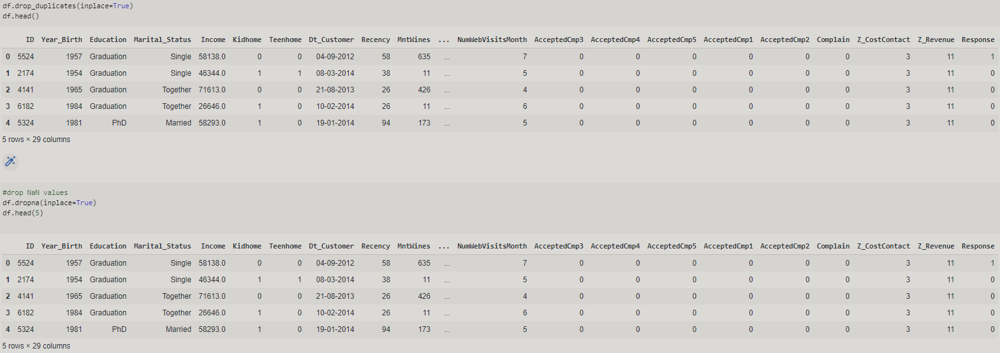 df.drop_duplicates(inplace=True)
df.head()
ID Year_Birth Education Marital_Status Income Kidhome Teenhome Dt_Customer Recency MntWines ... NumWebVisitsMonth AcceptedCmp3 AcceptedCmp4 AcceptedCmp5 AcceptedCmp1 AcceptedCmp2 Complain Z_CostContact Z_Revenue Response
0 5524 1957 Graduation Single 58138.0 0 0 04-09-2012 58 635 ... 7 0 0 0 0 0 0 3 11 1
1 2174 1954 Graduation Single 46344.0 1 1 08-03-2014 38 11 ... 5 0 0 0 0 0 0 3 11 0
2 4141 1965 Graduation Together 71613.0 0 0 21-08-2013 26 426 ... 4 0 0 0 0 0 0 3 11 0
3 6182 1984 Graduation Together 26646.0 1 0 10-02-2014 26 11 ... 6 0 0 0 0 0 0 3 11 0
4 5324 1981 PhD Married 58293.0 1 0 19-01-2014 94 173 ... 5 0 0 0 0 0 0 3 11 0
5 rows × 29 columns
#drop NaN values
df.dropna(inplace=True)
df.head(5)
ID Year_Birth Education Marital_Status Income Kidhome Teenhome Dt_Customer Recency MntWines ... NumWebVisitsMonth AcceptedCmp3 AcceptedCmp4 AcceptedCmp5 AcceptedCmp1 AcceptedCmp2 Complain Z_CostContact Z_Revenue Response
0 5524 1957 Graduation Single 58138.0 0 0 04-09-2012 58 635 ... 7 0 0 0 0 0 0 3 11 1
1 2174 1954 Graduation Single 46344.0 1 1 08-03-2014 38 11 ... 5 0 0 0 0 0 0 3 11 0
2 4141 1965 Graduation Together 71613.0 0 0 21-08-2013 26 426 ... 4 0 0 0 0 0 0 3 11 0
3 6182 1984 Graduation Together 26646.0 1 0 10-02-2014 26 11 ... 6 0 0 0 0 0 0 3 11 0
4 5324 1981 PhD Married 58293.0 1 0 19-01-2014 94 173 ... 5 0 0 0 0 0 0 3 11 0
5 rows × 29 columns